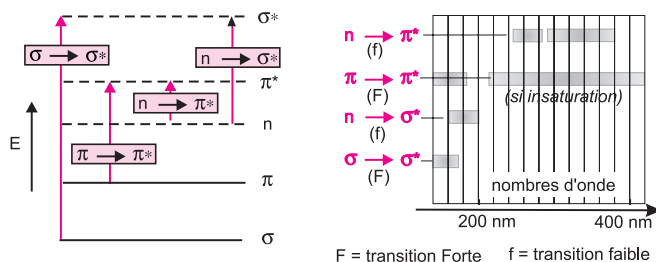 σ*
σ → σ*
n → σ*
π*
n → π*
E
n
π → π*
π
σ
n → π*
(f)
π → π*
(F)
(si insaturation)
n → σ*
(f)
σ → σ*
(F)
nombres d'onde
200 nm
400 nm
F = transition Forte
f = transition faible